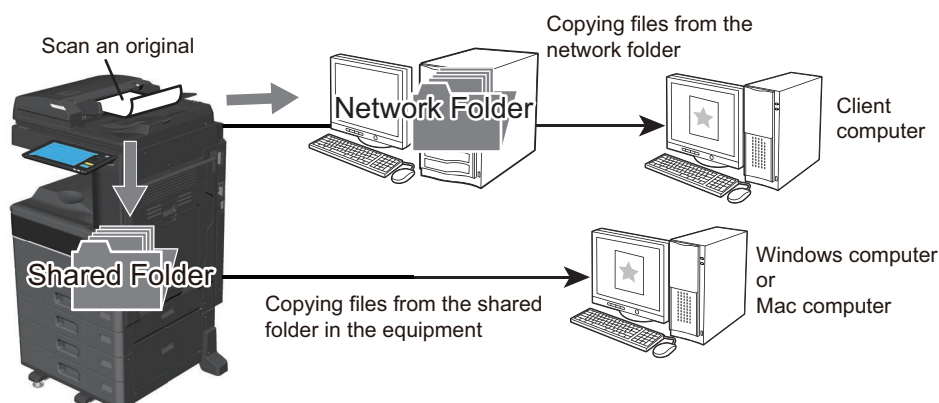 Scan an original
Copying files from the
network folder
Network Folder
Client
computer
Shared Folder
Copying files from the shared
folder in the equipment
Windows computer
or
Mac computer